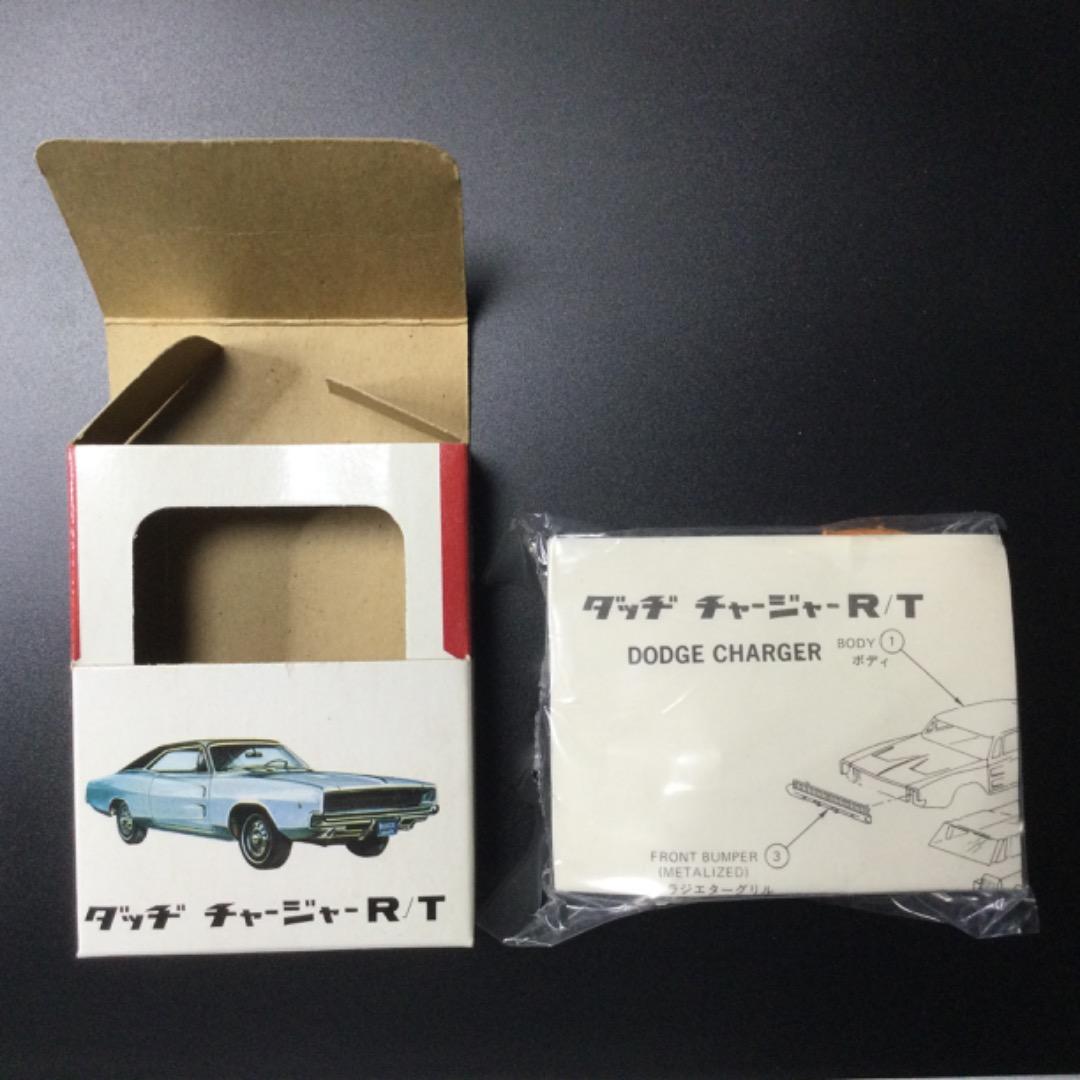 ダッヂ チャージャーR/T
ダッヂ チャージャーR/T
DODGE CHARGER
BODY 1
ボディ
FRONT BUMPER 3
(METALIZED)
ラジエターグリル